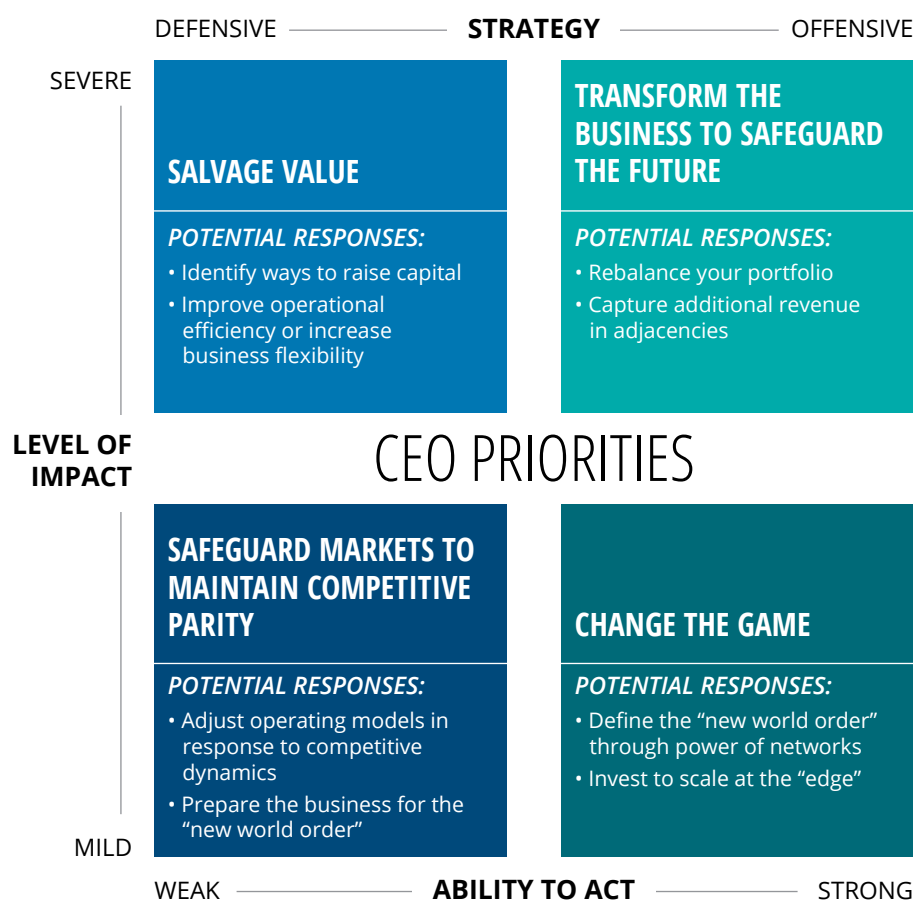 DEFENSIVE STRATEGY OFFENSIVE
SEVERE
SALVAGE VALUE
POTENTIAL RESPONSES:
• Identify ways to raise capital
• Improve operational
efficiency or increase
business flexibility
TRANSFORM THE
BUSINESS TO SAFEGUARD
THE FUTURE
POTENTIAL RESPONSES:
• Rebalance your portfolio
• Capture additional revenue
in adjacencies
LEVEL OF
IMPACT
CEO PRIORITIES
SAFEGUARD MARKETS TO
MAINTAIN COMPETITIVE
PARITY
POTENTIAL RESPONSES:
• Adjust operating models in
response to competitive
dynamics
• Prepare the business for the
“new world order”
CHANGE THE GAME
POTENTIAL RESPONSES:
• Define the “new world order”
through power of networks
• Invest to scale at the “edge”
MILD
WEAK ABILITY TO ACT STRONG